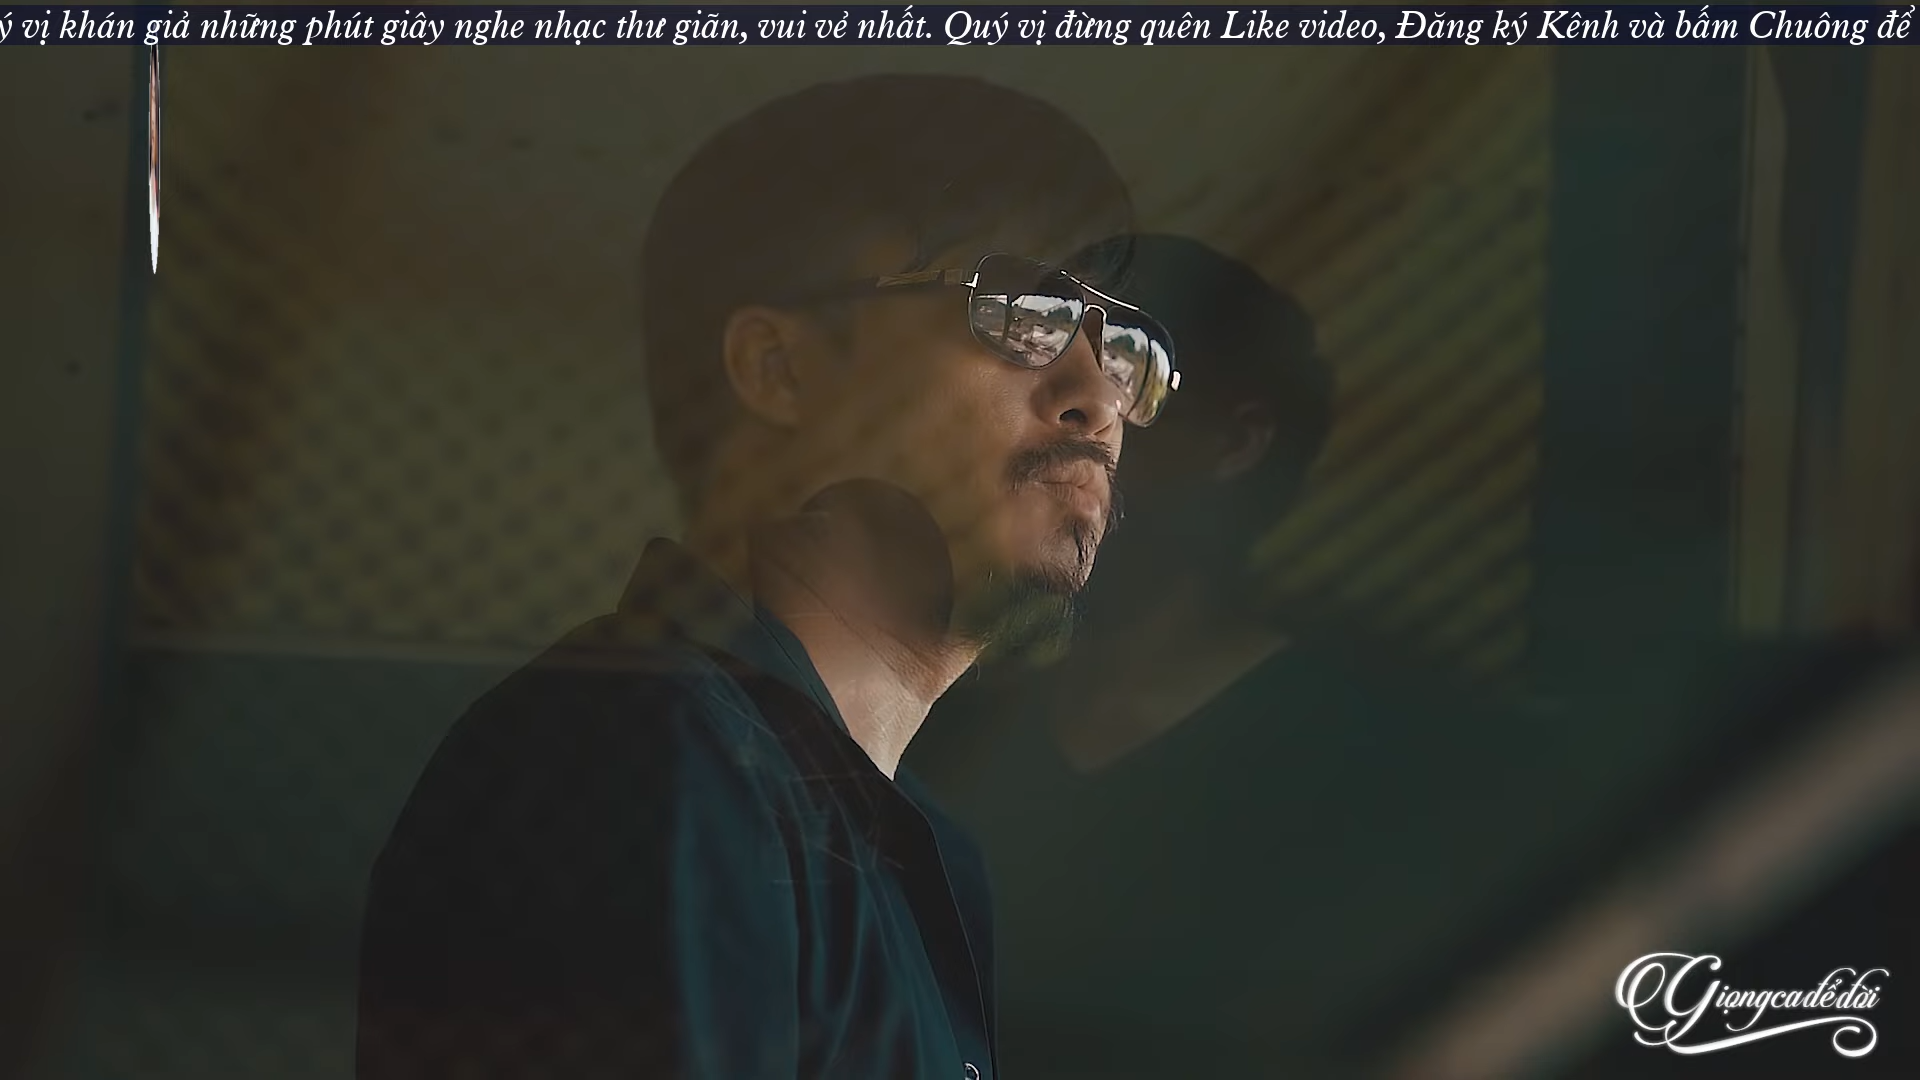 ý vị khán giả những phút giây nghe nhạc thư giãn, vui vẻ nhất. Quý vị đừng quên Like video, Đăng ký Kênh và bấm Chuông để
Giọngcadểđời